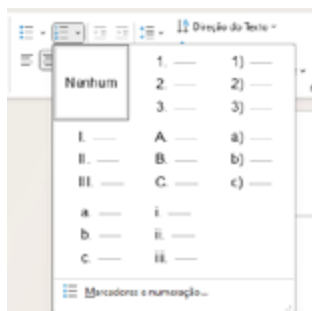 Direção do Texto
Nenhum
1.
2.
3.
1)
2)
3)
I.
II.
III.
A.
B.
C.
a)
b)
c)
a.
b.
c.
i.
ii.
iii.
Marcadores e numeração...